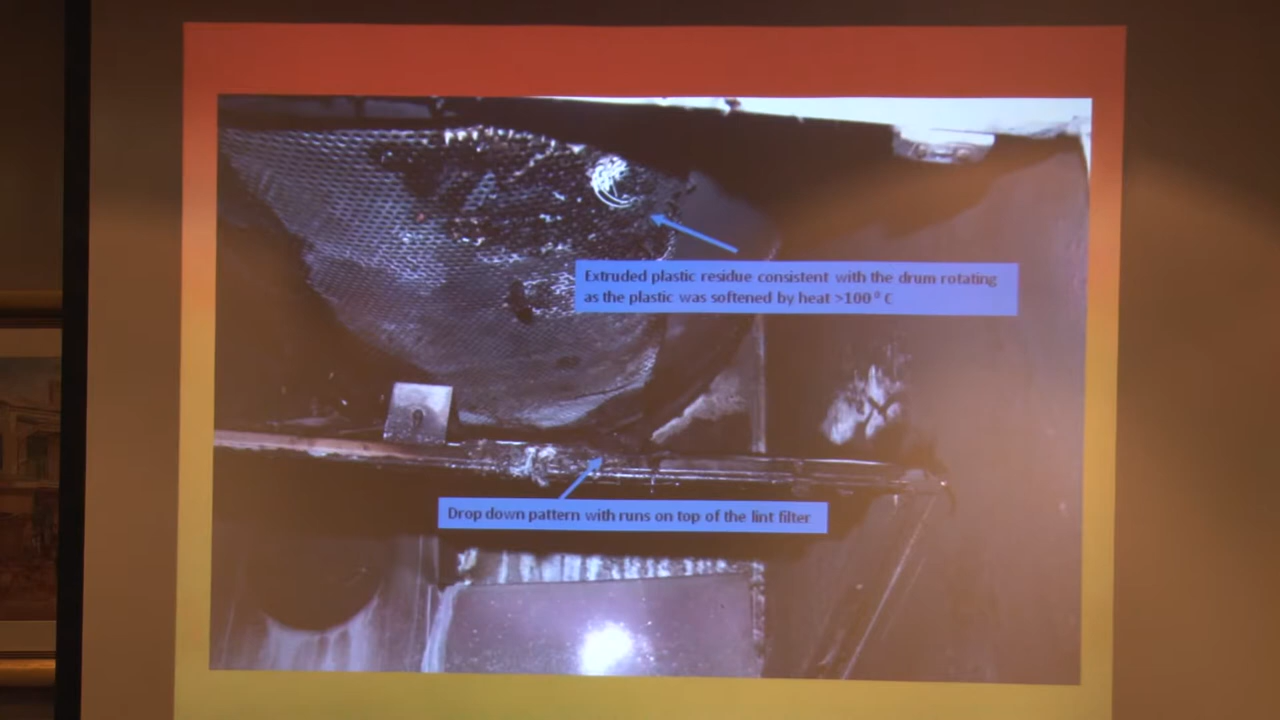 Extruded plastic residue consistent with the drum rotating
as the plastic was softened by heat >100° C
Drop down pattern with runs on top of the lint filter